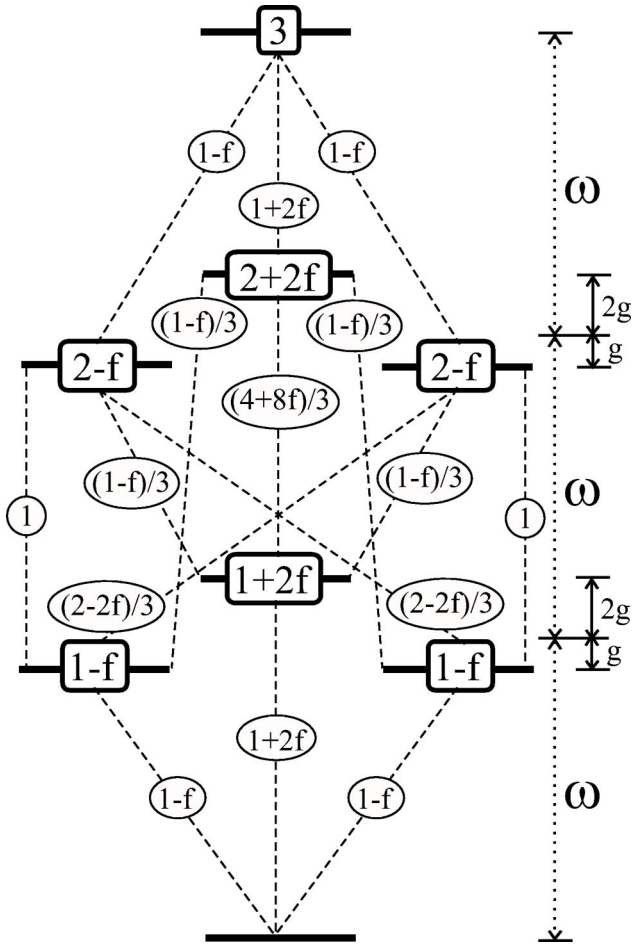 3
1-f 1-f
ω
1+2f
2+2f
2g
(1-f)/3 (1-f)/3
g
2-f 2-f
(4+8f)/3
(1-f)/3 (1-f)/3
ω
1 1
1+2f
2g
(2-2f)/3 (2-2f)/3
g
1-f 1-f
1+2f
1-f 1-f
ω